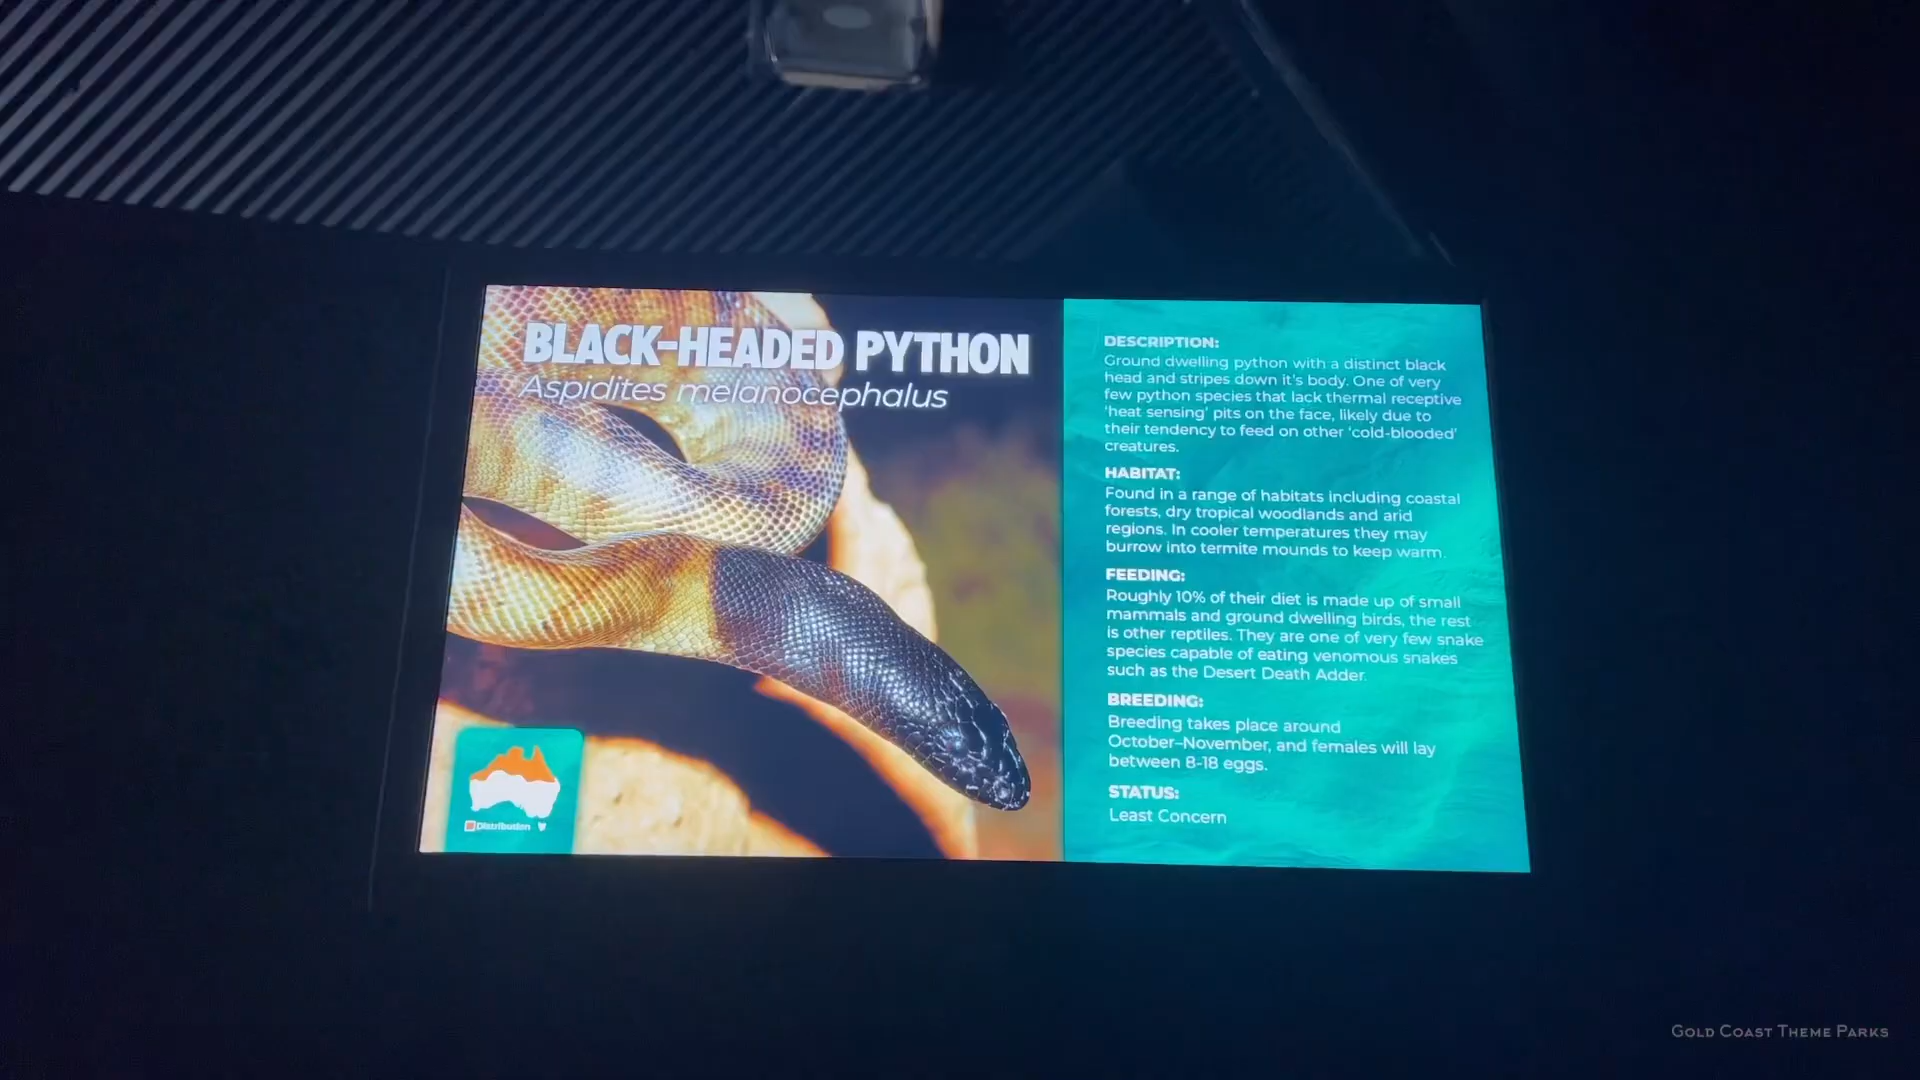 BLACK-HEADED PYTHON
Aspidites melanocephalus
Distribution
DESCRIPTION:
Ground dwelling python with a distinct black
head and stripes down it's body. One of very
few python species that lack thermal receptive
'heat sensing' pits on the face, likely due to
their tendency to feed on other 'cold-blooded'
creatures.
HABITAT:
Found in a range of habitats including coastal
forests, dry tropical woodlands and arid
regions. In cooler temperatures they may
burrow into termite mounds to keep warm.
FEEDING:
Roughly 10% of their diet is made up of small
mammals and ground dwelling birds, the rest
is other reptiles. They are one of very few snake
species capable of eating venomous snakes
such as the Desert Death Adder.
BREEDING:
Breeding takes place around
October–November, and females will lay
between 8-18 eggs.
STATUS:
Least Concern
GOLD COAST THEME PARKS